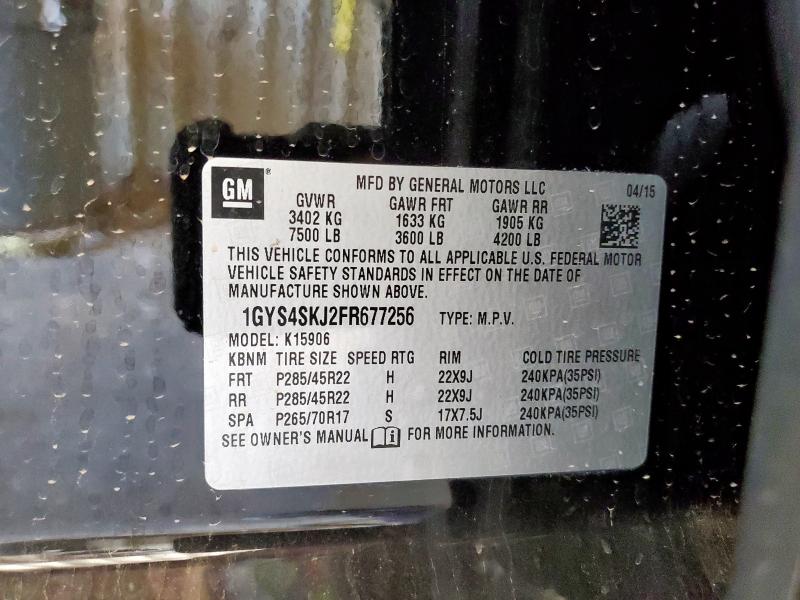 GM ®
MFD BY GENERAL MOTORS LLC 04/15
GVWR GAWR FRT GAWR RR
3402 KG 1633 KG 1905 KG
7500 LB 3600 LB 4200 LB
THIS VEHICLE CONFORMS TO ALL APPLICABLE U.S. FEDERAL MOTOR
VEHICLE SAFETY STANDARDS IN EFFECT ON THE DATE OF
MANUFACTURE SHOWN ABOVE.
1GYS4SKJ2FR677256 TYPE: M.P.V.
MODEL: K15906
KBNM TIRE SIZE SPEED RTG RIM COLD TIRE PRESSURE
FRT P285/45R22 H 22X9J 240KPA(35PSI)
RR P285/45R22 H 22X9J 240KPA(35PSI)
SPA P265/70R17 S 17X7.5J 240KPA(35PSI)
SEE OWNER'S MANUAL i FOR MORE INFORMATION.